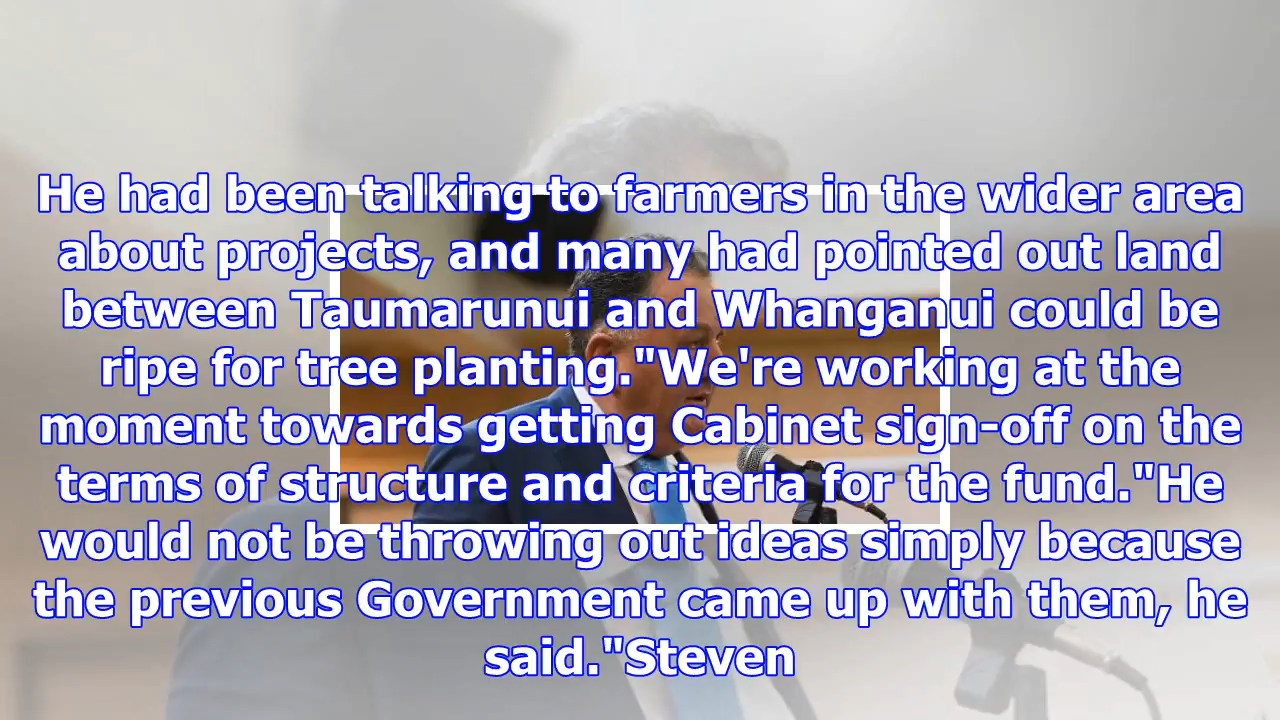 He had been talking to farmers in the wider area
about projects, and many had pointed out land
between Taumarunui and Whanganui could be
ripe for tree planting. "We're working at the
moment towards getting Cabinet sign-off on the
terms of structure and criteria for the fund."He
would not be throwing out ideas simply because
the previous Government came up with them, he
said."Steven